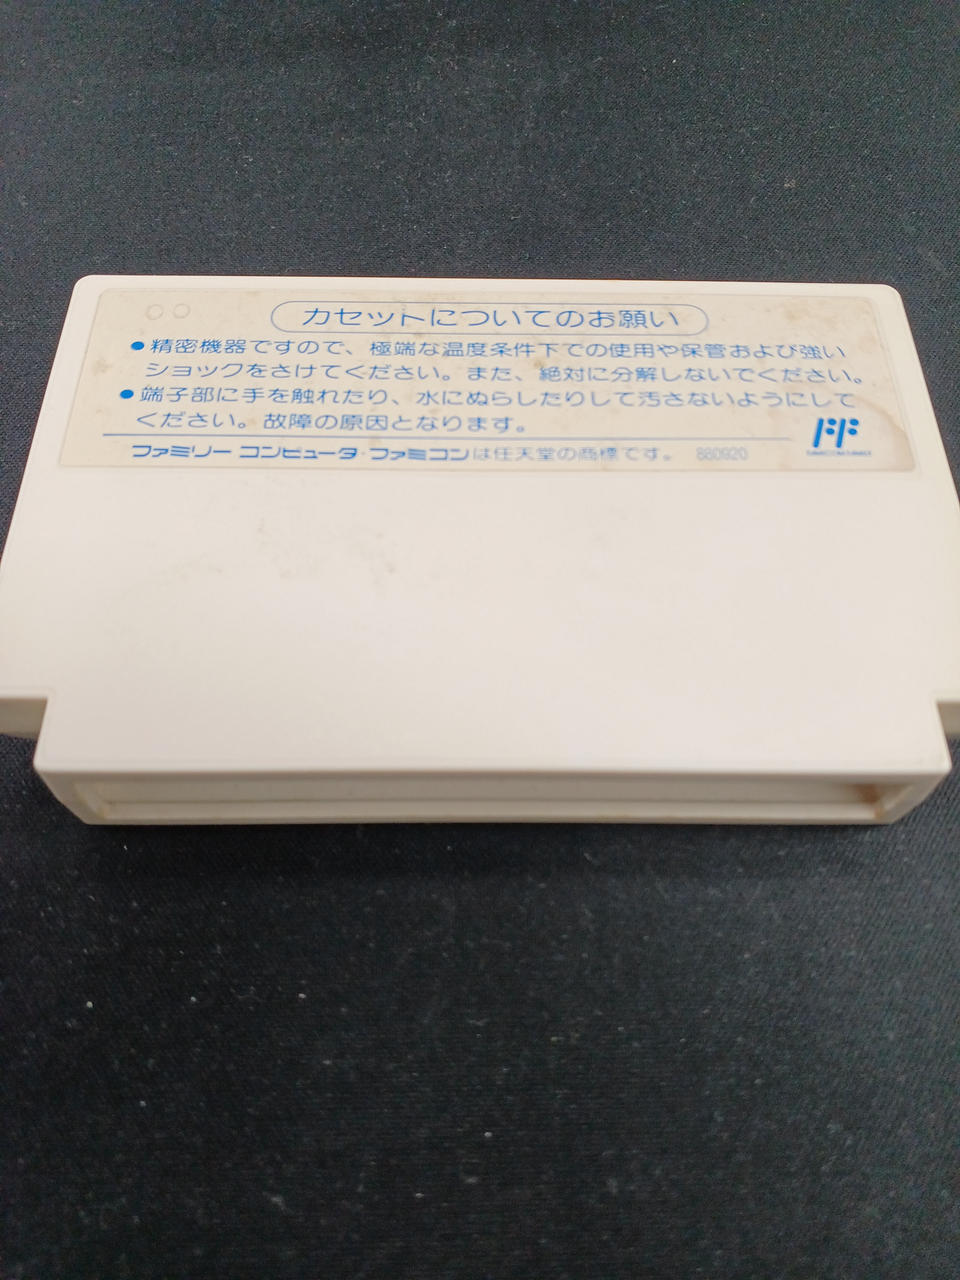 カセットについてのお願い
●精密機器ですので、極端な温度条件下での使用や保管および強い
ショックをさけてください。また、絶対に分解しないでください。
●端子部に手を触れたり、水にぬらしたりして汚さないようにして
ください。故障の原因となります。
ファミリー コンピュータ・ファミコンは任天堂の商標です。 880920
FF